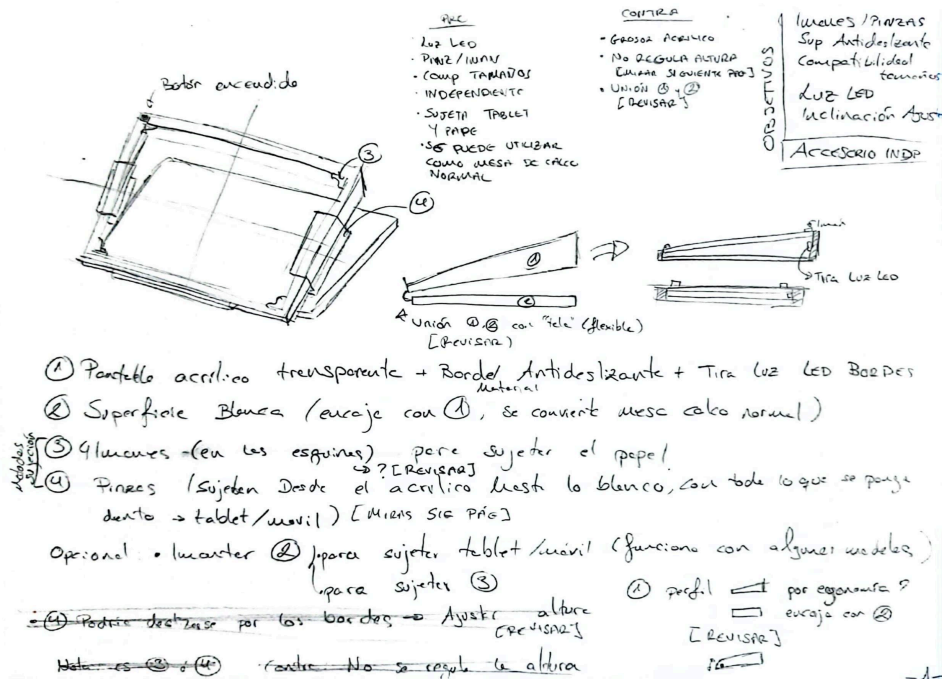 PRO
· LUZ LED
· PINZ/IMAN
· COMP TAMAÑOS
· INDEPENDIENTE
· SUJETA TABLET
Y PAPE
· SE PUEDE UTILIZAR
COMO MESA DE CALCO
NORMAL
CONTRA
· GROSOR ACRILICO
· NO REGULA ALTURA
[MIRAR SIGUIENTE PAG]
· UNIÓN ① y ②
[REVISAR]
OBJETIVOS
Imanes / PINZAS
Sup Antideslizante
Compatibilidad
tamaños
LUZ LED
Inclinación Ajust
ACCESORIO INDP
Botón encendido
③
④
①
②
Unión ①,② con "tela" (flexible)
[REVISAR]
Iman
Tira LUZ LED
① Pantalla acrílico transparente + Borde Antideslizante + Tira LUZ LED BORDES
Material
② Superficie Blanca (encaje con ①, se convierte mesa calco normal)
Métodos
Sujeción
③ 4 Imanes - (en las esquinas) para sujetar el papel
↳ ? [REVISAR]
④ Pinzas (Sujetan Desde el acrílico hasta lo blanco, con todo lo que se ponga
dentro → tablet/movil) [MIRAR SIG PÁG]
Opcional: · Imanter ② para sujetar tablet/móvil (funciona con algunos modelos)
para sujetar ③
① perfil por ergonomía?
encaja con ②
[REVISAR]
· ④ Podría deslizarse por los bordes → Ajustar altura
[REVISAR]
③ ó ④ Contra No se regula la altura
-1-